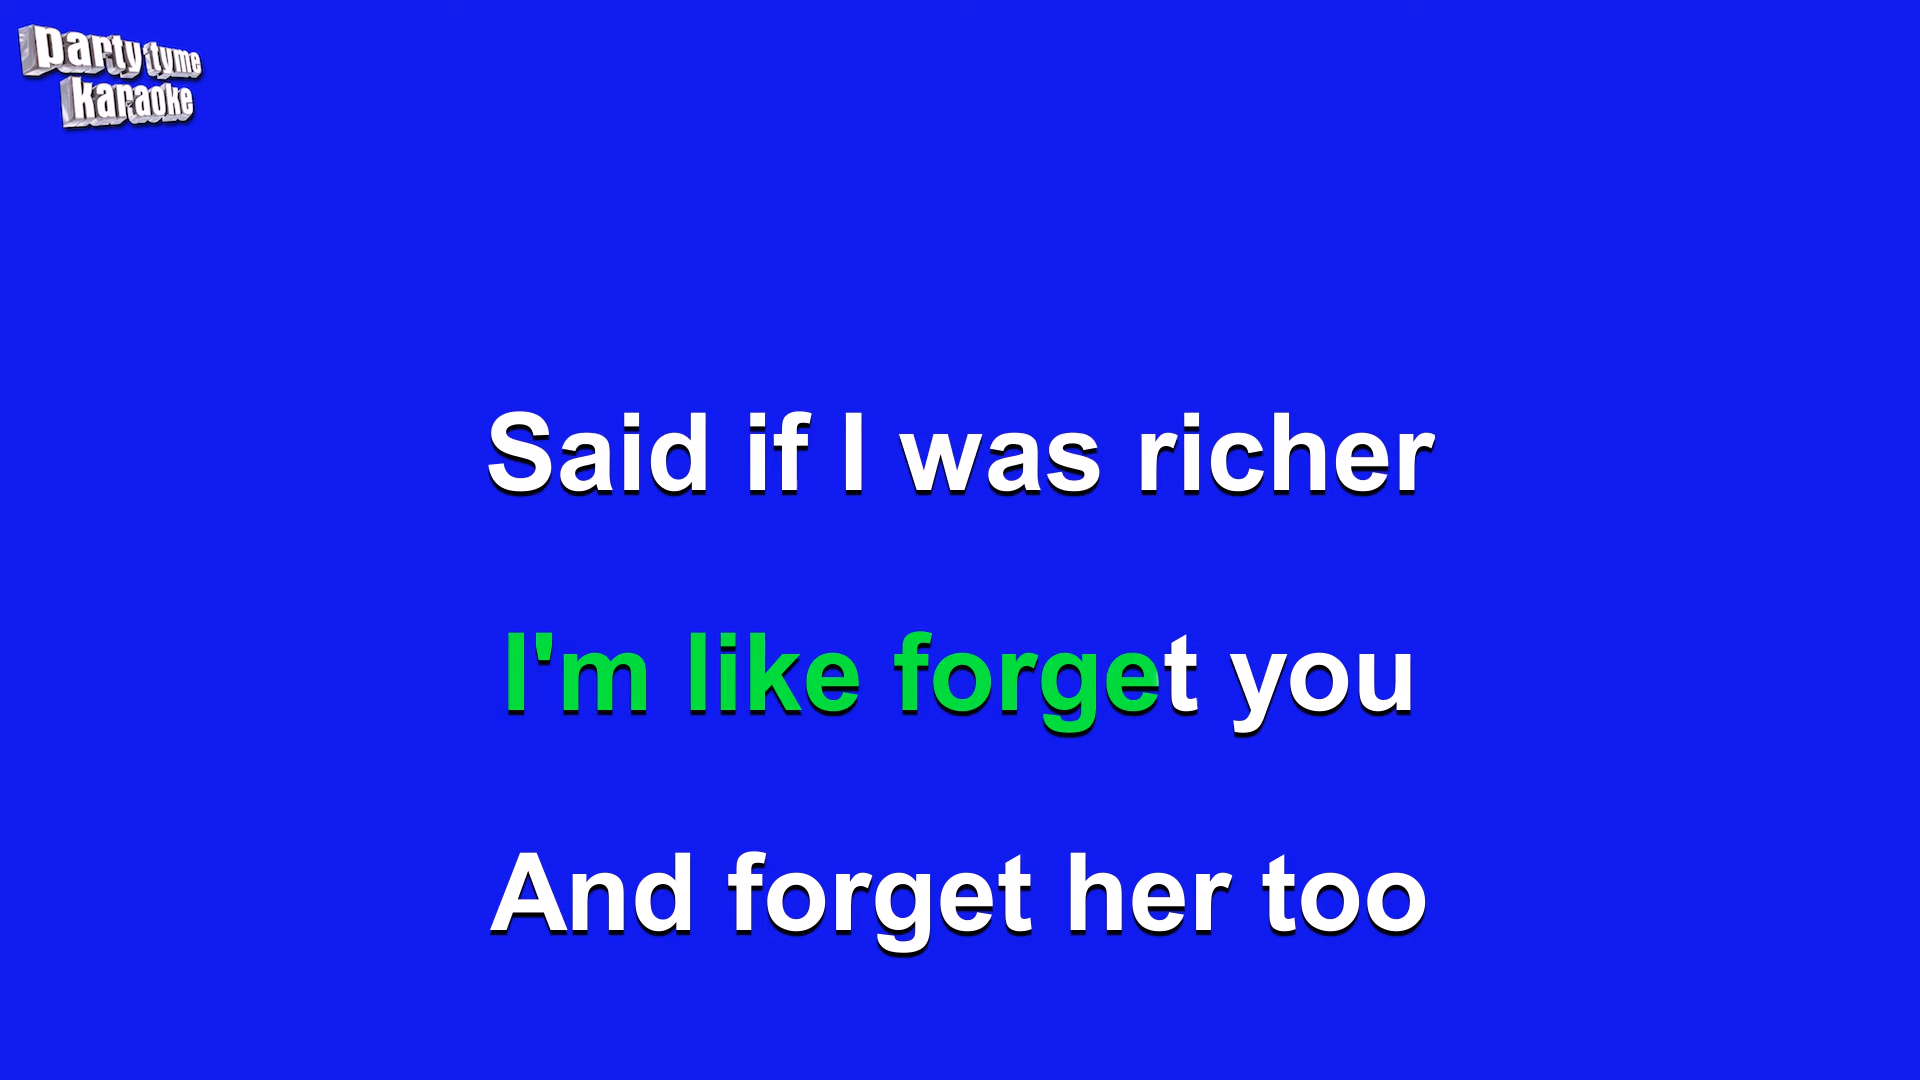 party tyme
karaoke
Said if I was richer
I'm like forget you
And forget her too